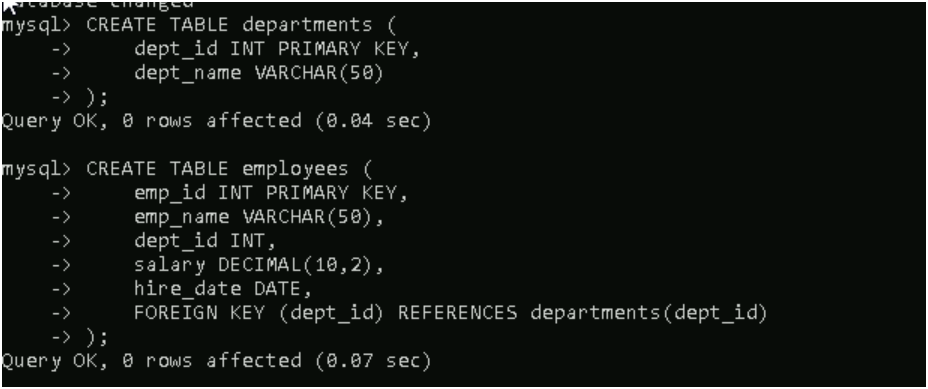 Database changed
mysql> CREATE TABLE departments (
    ->     dept_id INT PRIMARY KEY,
    ->     dept_name VARCHAR(50)
    -> );
Query OK, 0 rows affected (0.04 sec)

mysql> CREATE TABLE employees (
    ->     emp_id INT PRIMARY KEY,
    ->     emp_name VARCHAR(50),
    ->     dept_id INT,
    ->     salary DECIMAL(10,2),
    ->     hire_date DATE,
    ->     FOREIGN KEY (dept_id) REFERENCES departments(dept_id)
    -> );
Query OK, 0 rows affected (0.07 sec)